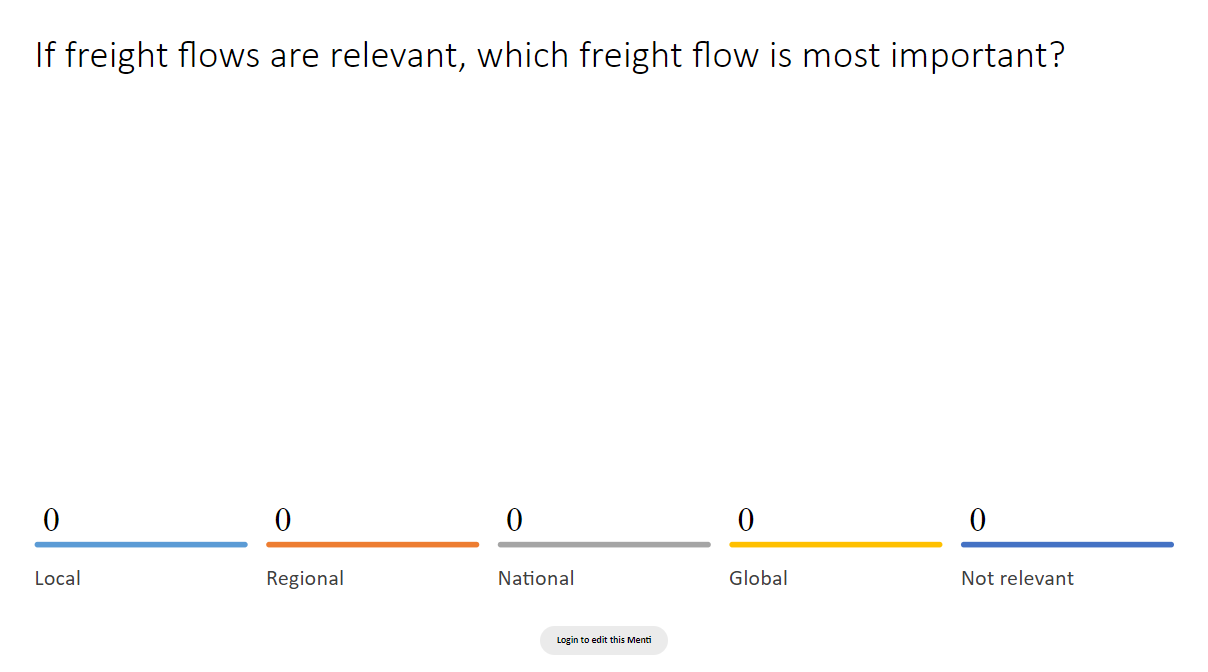 If freight flows are relevant, which freight flow is most important?
0 0 0 0 0
Local Regional National Global Not relevant
Login to edit this Menti